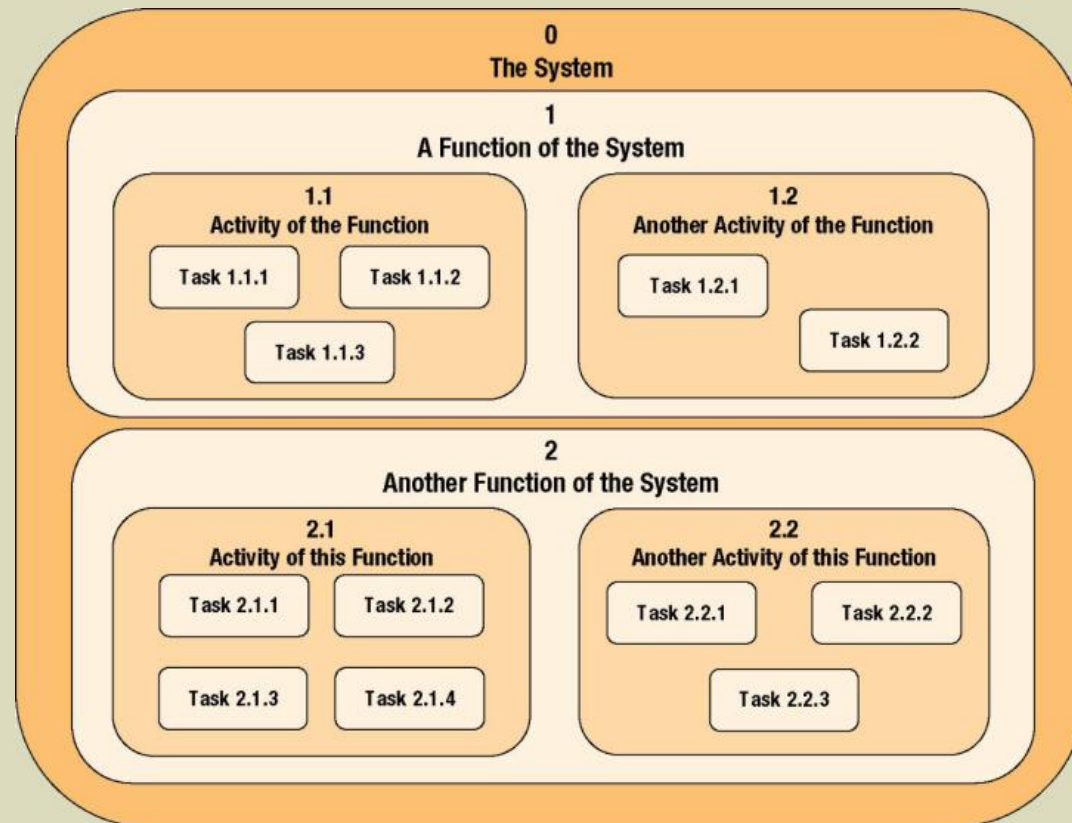 0
The System
1
A Function of the System
1.1
Activity of the Function
Task 1.1.1
Task 1.1.2
Task 1.1.3
1.2
Another Activity of the Function
Task 1.2.1
Task 1.2.2
2
Another Function of the System
2.1
Activity of this Function
Task 2.1.1
Task 2.1.2
Task 2.1.3
Task 2.1.4
2.2
Another Activity of this Function
Task 2.2.1
Task 2.2.2
Task 2.2.3